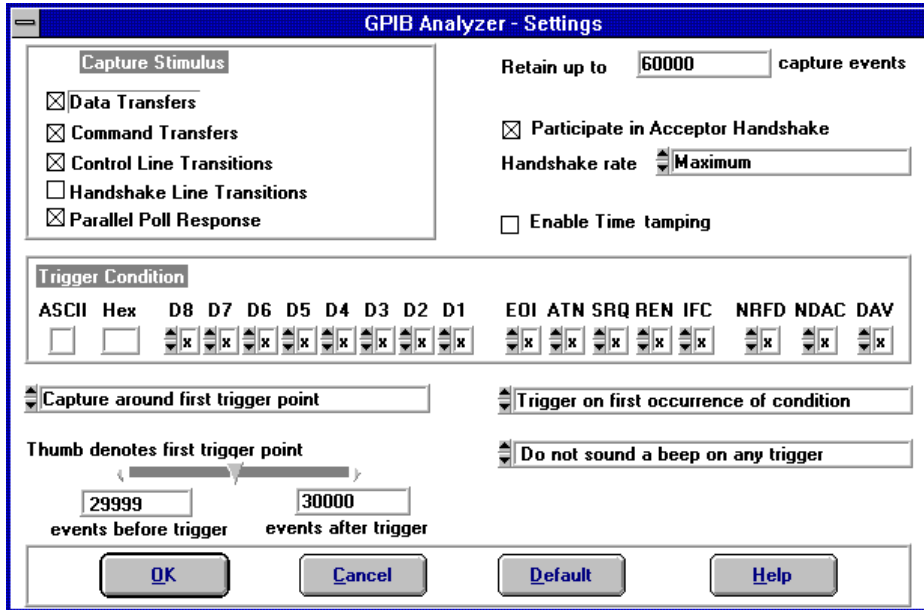 GPIB Analyzer - Settings
Capture Stimulus
Data Transfers
Command Transfers
Control Line Transitions
Handshake Line Transitions
Parallel Poll Response
Retain up to 60000 capture events
Participate in Acceptor Handshake
Handshake rate Maximum
Enable Time tamping
Trigger Condition
ASCII Hex D8 D7 D6 D5 D4 D3 D2 D1 EOI ATN SRQ REN IFC NRFD NDAC DAV
x x x x x x x x x x x x x x x x
Capture around first trigger point
Trigger on first occurrence of condition
Thumb denotes first trigger point
Do not sound a beep on any trigger
29999 30000
events before trigger events after trigger
OK Cancel Default Help